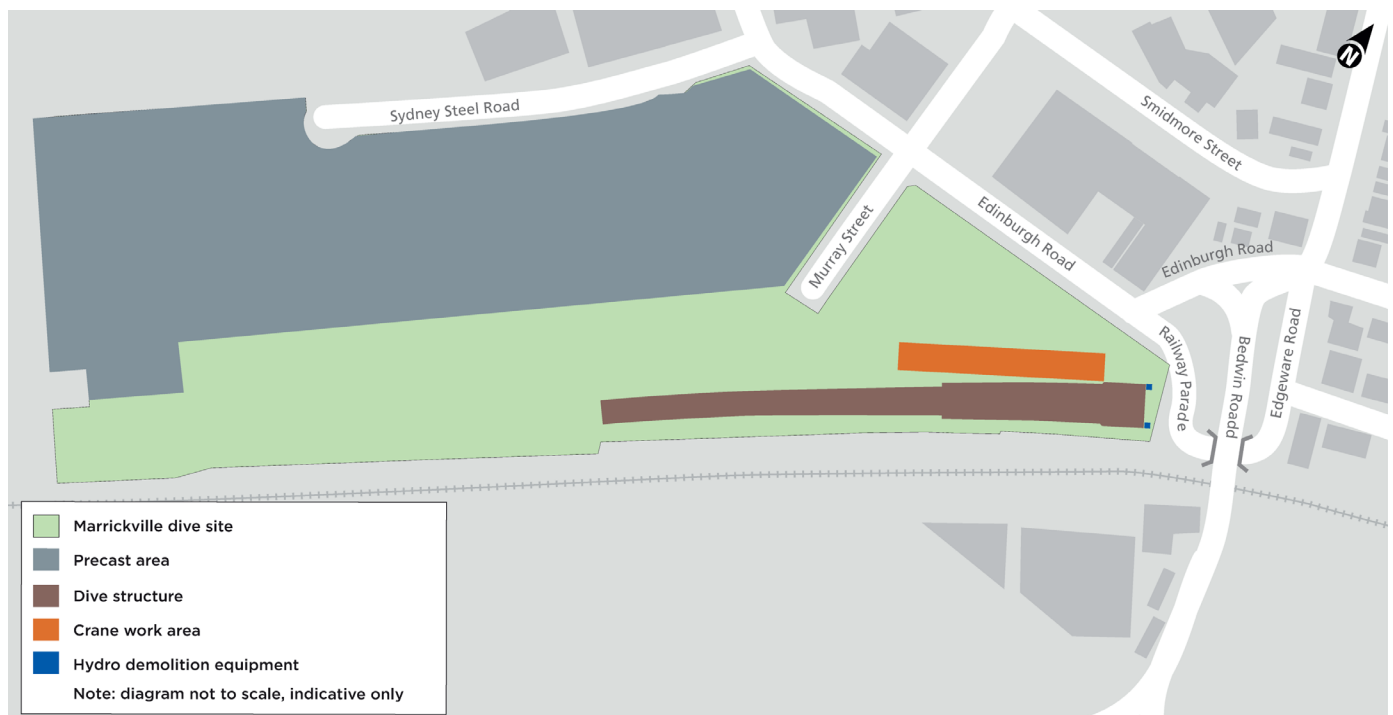 N
Sydney Steel Road
Smidmore Street
Murray Street
Edinburgh Road
Edinburgh Road
Railway Parade
Bedwin Roadd
Edgeware Road
Marrickville dive site
Precast area
Dive structure
Crane work area
Hydro demolition equipment
Note: diagram not to scale, indicative only